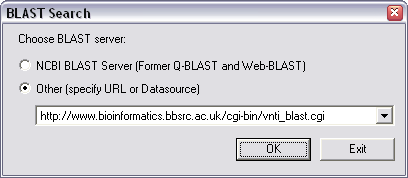 BLAST Search
Choose BLAST server:
NCBI BLAST Server (Former Q-BLAST and Web-BLAST)
Other (specify URL or Datasource)
http://www.bioinformatics.bbsrc.ac.uk/cgi-bin/vnti_blast.cgi
OK Exit